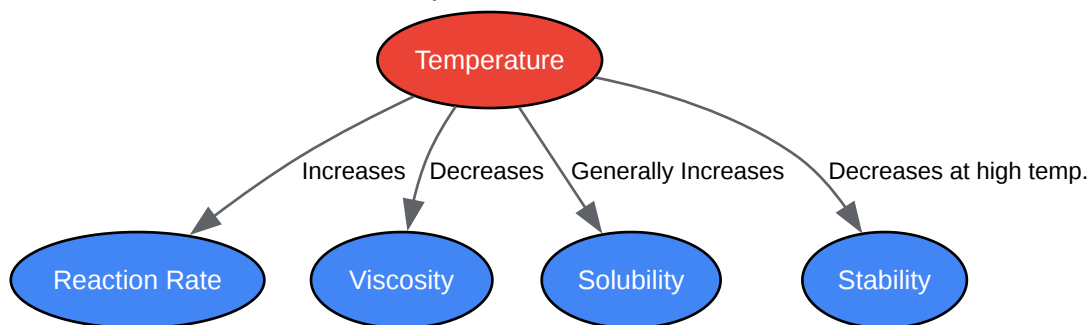 Temperature
Increases
Decreases
Generally Increases
Decreases at high temp.
Reaction Rate
Viscosity
Solubility
Stability